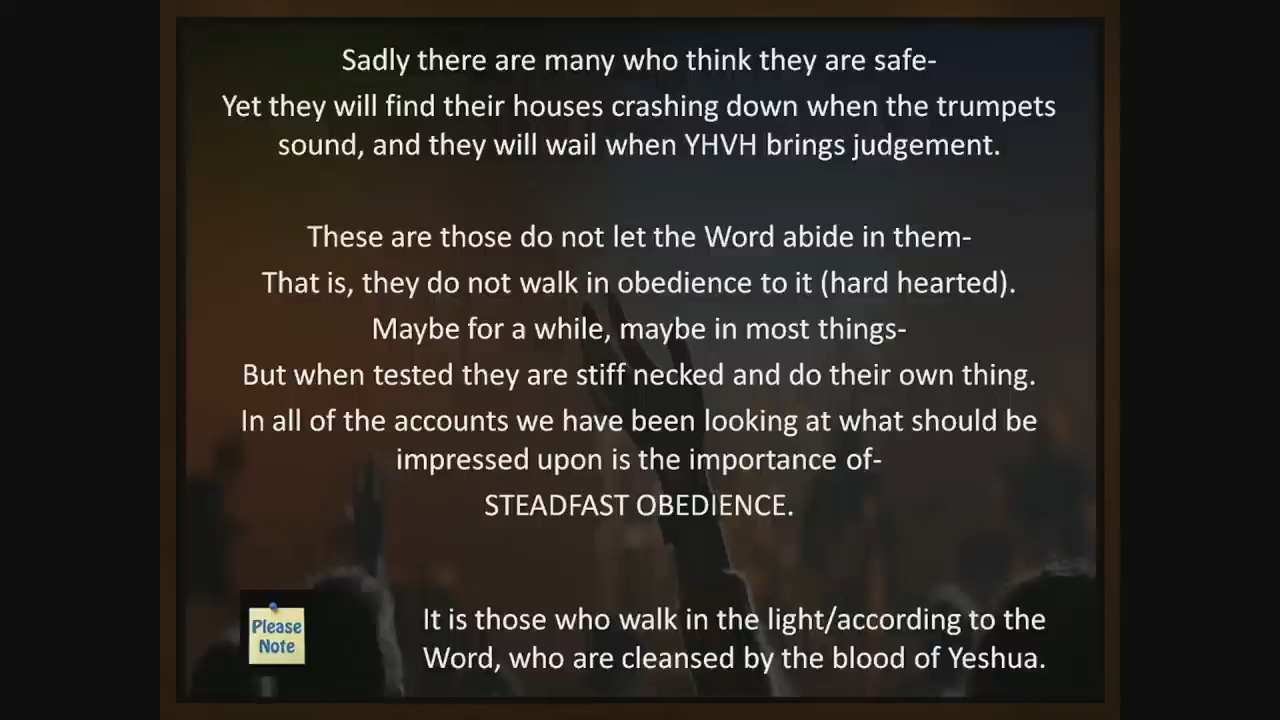 Sadly there are many who think they are safe-
Yet they will find their houses crashing down when the trumpets
sound, and they will wail when YHVH brings judgement.
These are those do not let the Word abide in them-
That is, they do not walk in obedience to it (hard hearted).
Maybe for a while, maybe in most things-
But when tested they are stiff necked and do their own thing.
In all of the accounts we have been looking at what should be
impressed upon is the importance of-
STEADFAST OBEDIENCE.
Please
Note
It is those who walk in the light/according to the
Word, who are cleansed by the blood of Yeshua.